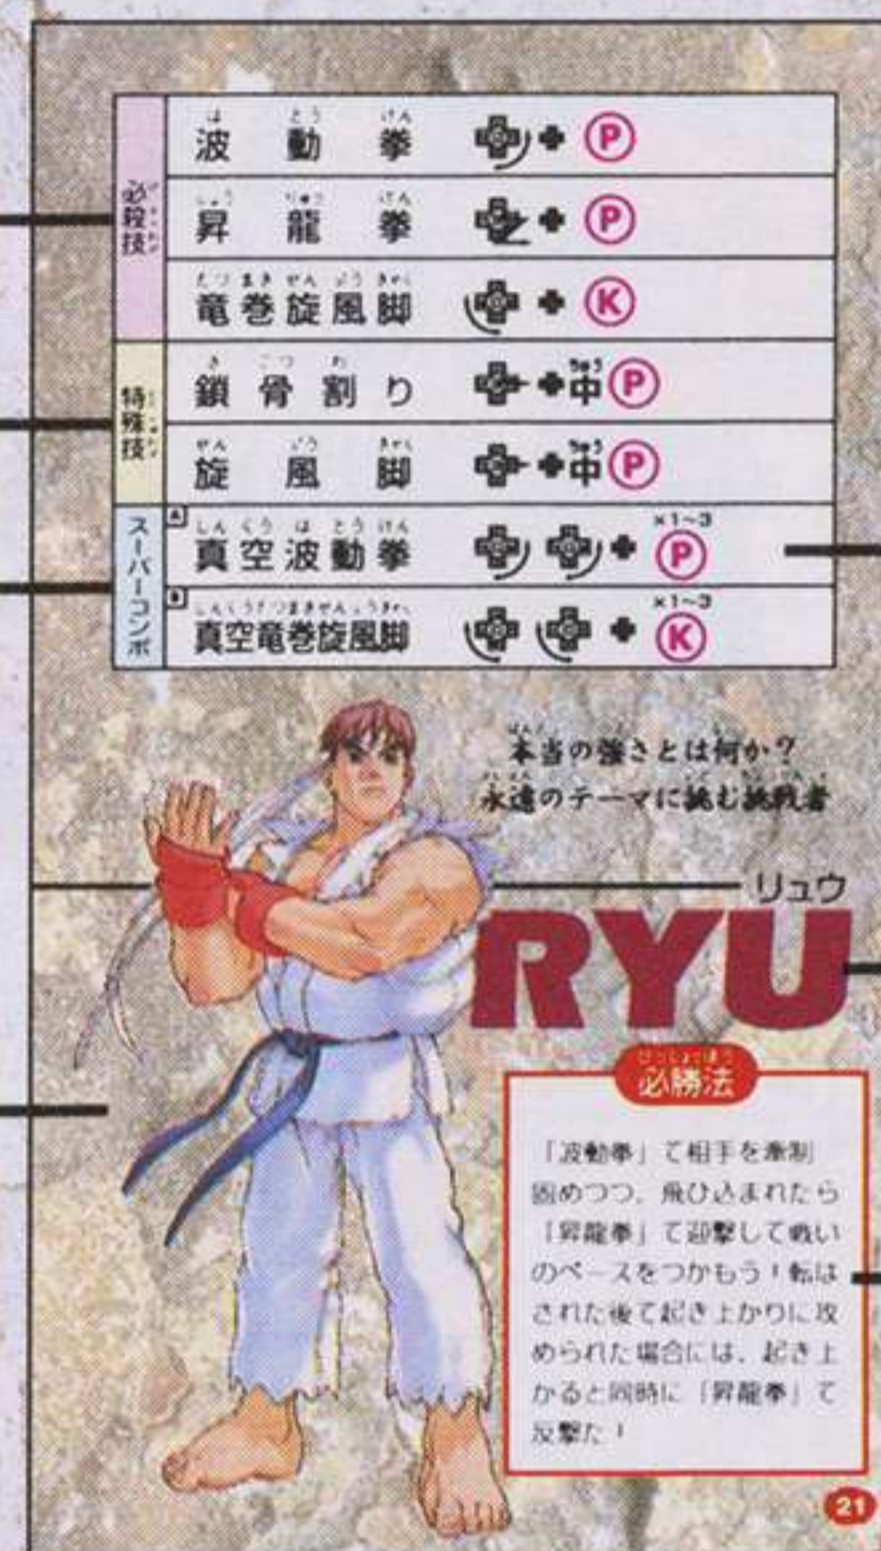 必殺技
波動拳 + P
昇龍拳 + P
竜巻旋風脚 + K
特殊技
鎖骨割り + 中P
旋風脚 + 中P
スーパーコンボ
A 真空波動拳 + ×1~3 P
B 真空竜巻旋風脚 + ×1~3 K
本当の強さとは何か?
永遠のテーマに挑む挑戦者
リュウ
RYU
必勝法
「波動拳」で相手を牽制
固めつつ、飛び込まれたら
「昇龍拳」で迎撃して戦い
のペースをつかもう!転ば
された後で起き上がりに攻
められた場合には、起き上
がると同時に「昇龍拳」で
反撃だ!
21